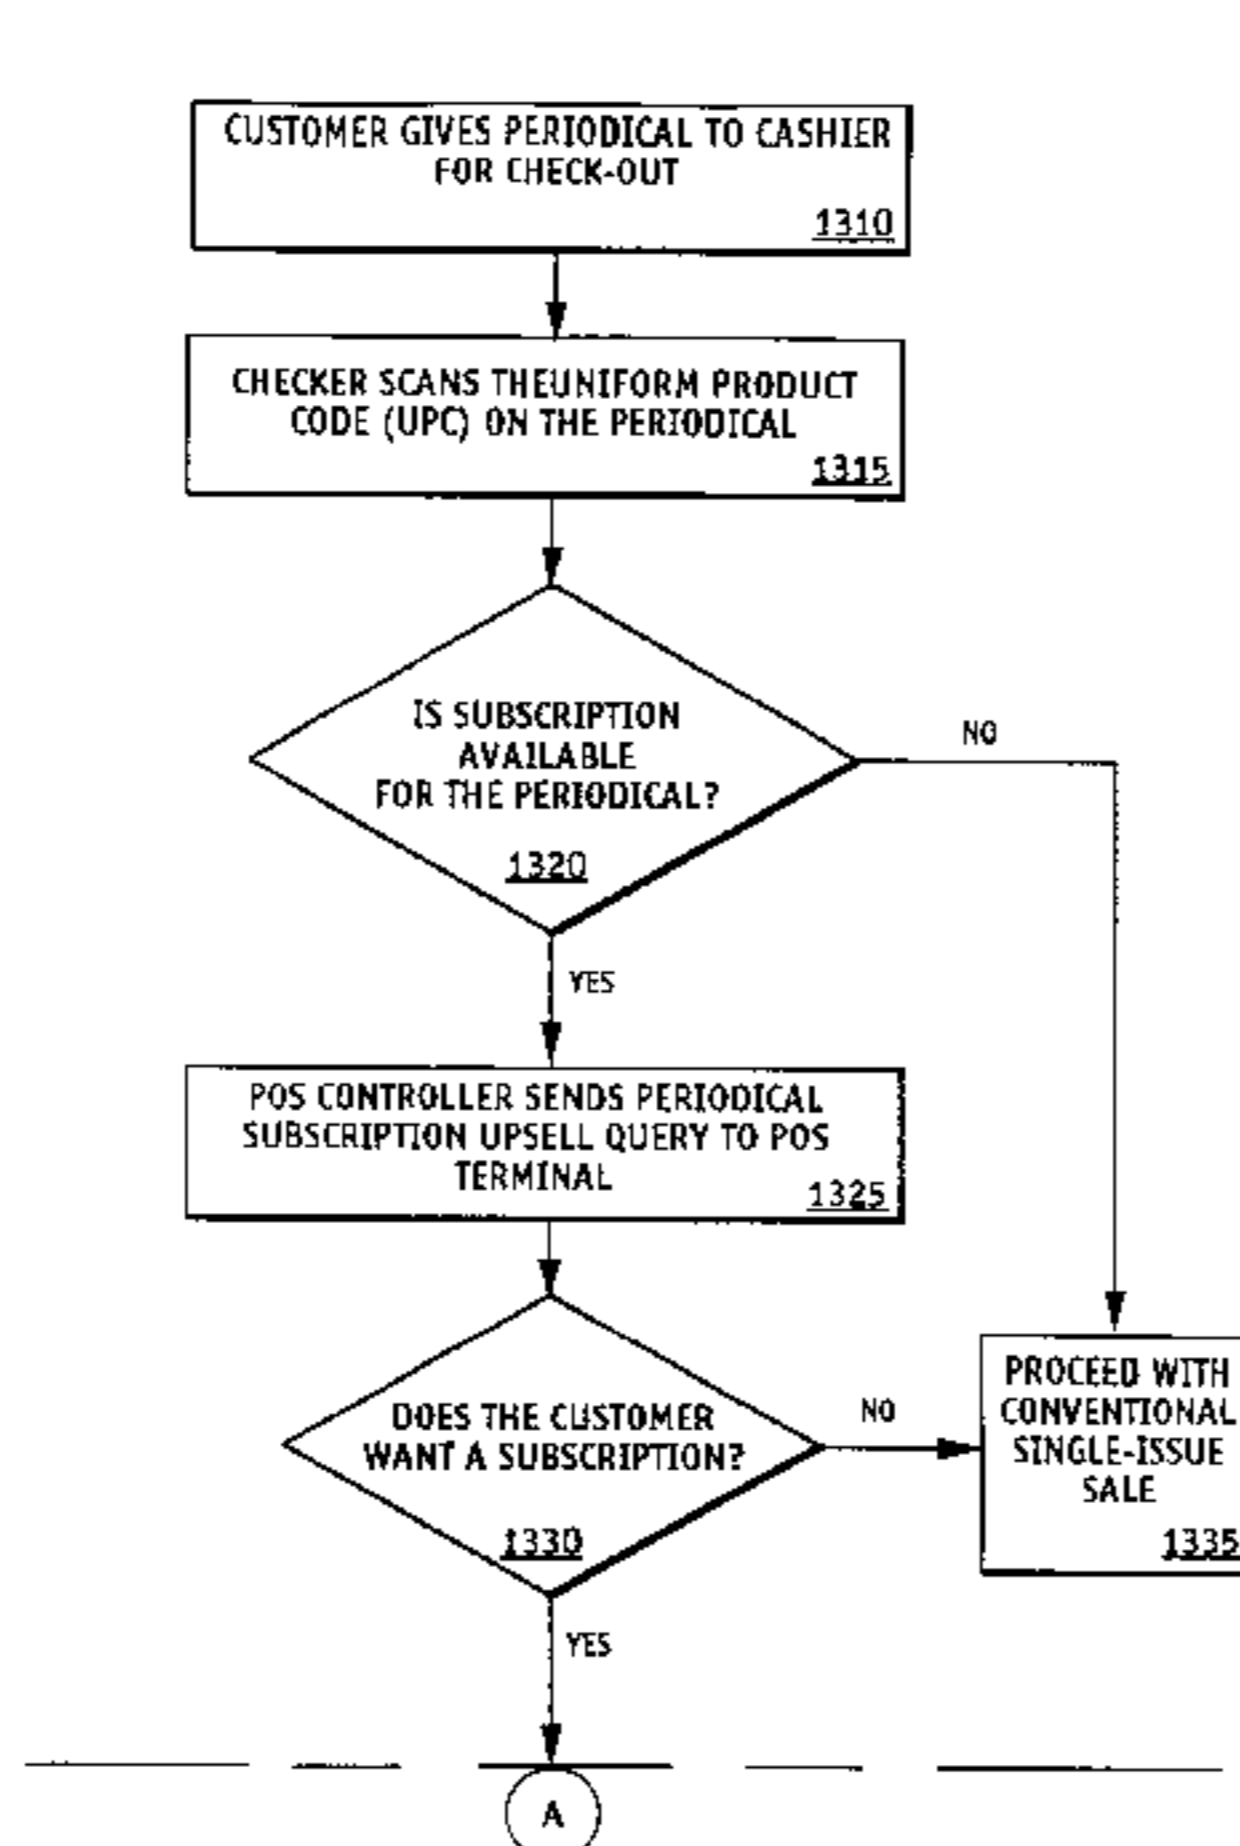 CUSTOMER GIVES PERIODICAL TO CASHIER
FOR CHECK-OUT
1310
CHECKER SCANS THEUNIFORM PRODUCT
CODE (UPC) ON THE PERIODICAL
1315
IS SUBSCRIPTION
AVAILABLE
FOR THE PERIODICAL?
1320
NO
YES
POS CONTROLLER SENDS PERIODICAL
SUBSCRIPTION UPSELL QUERY TO POS
TERMINAL
1325
DOES THE CUSTOMER
WANT A SUBSCRIPTION?
1330
NO
PROCEED WITH
CONVENTIONAL
SINGLE-ISSUE
SALE
1335
YES
A